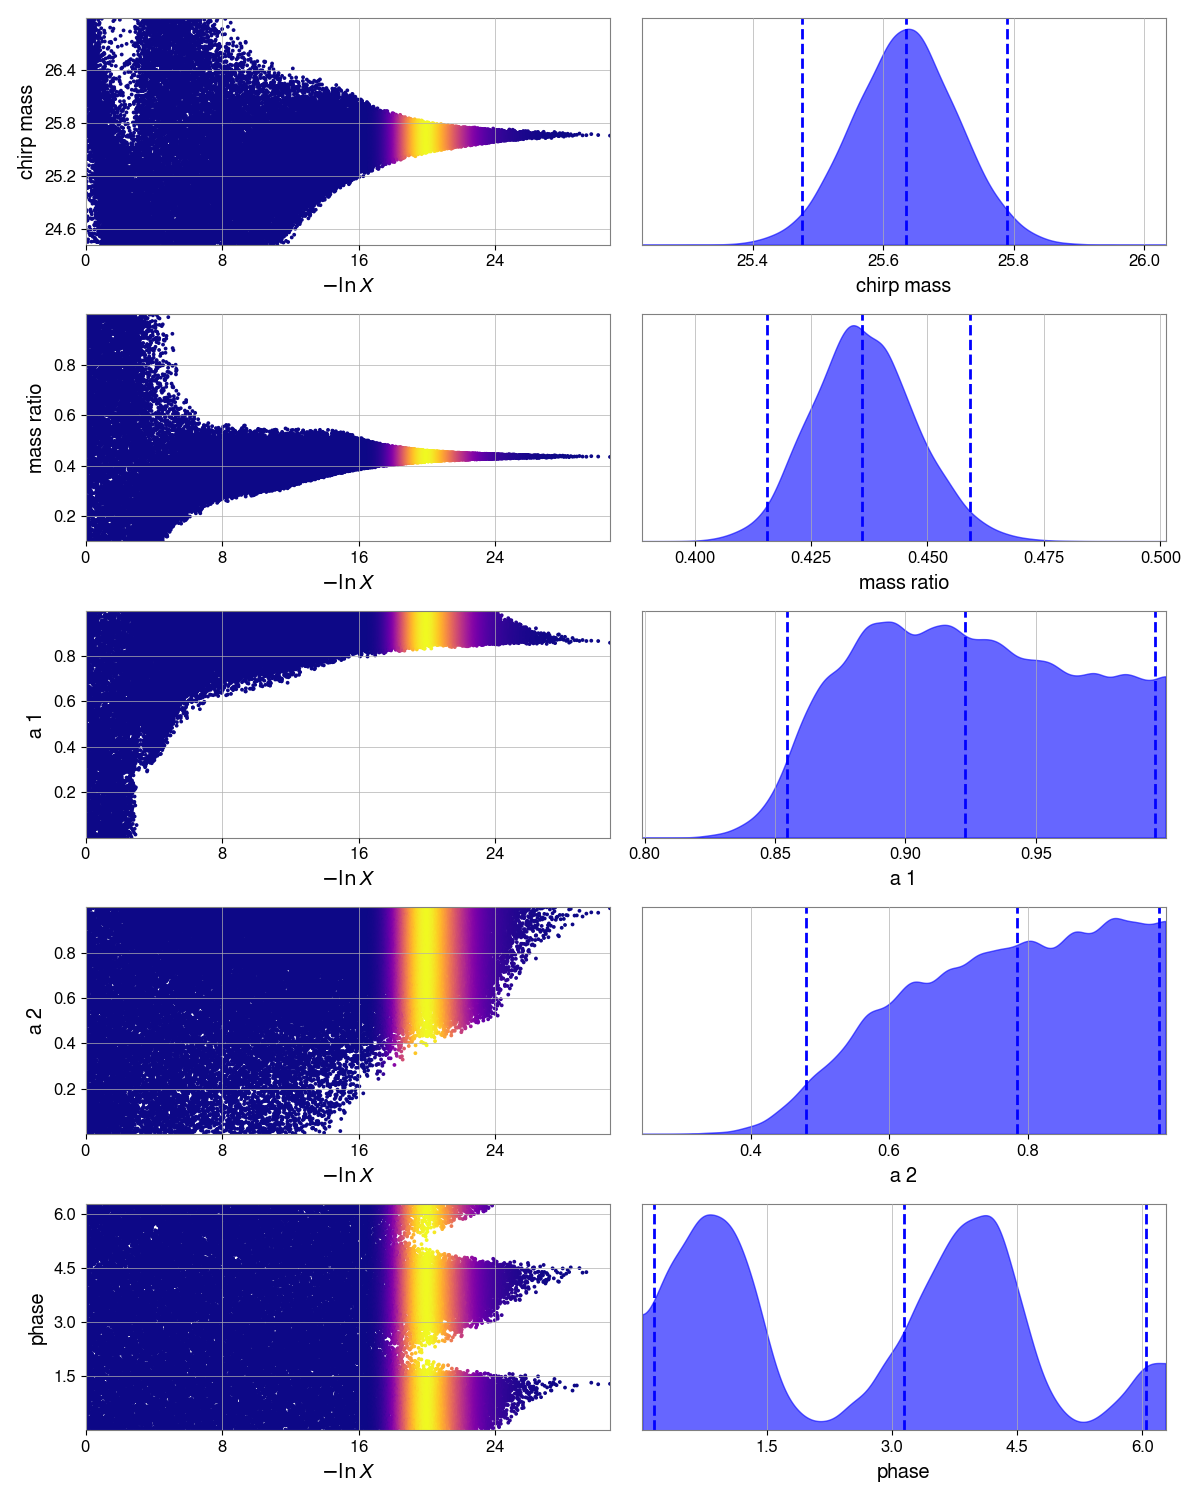 chirp mass
26.4
25.8
25.2
24.6
0 8 16 24
−ln X
25.4 25.6 25.8 26.0
chirp mass
mass ratio
0.8
0.6
0.4
0.2
0 8 16 24
−ln X
0.400 0.425 0.450 0.475 0.500
mass ratio
a 1
0.8
0.6
0.4
0.2
0 8 16 24
−ln X
0.80 0.85 0.90 0.95
a 1
a 2
0.8
0.6
0.4
0.2
0 8 16 24
−ln X
0.4 0.6 0.8
a 2
phase
6.0
4.5
3.0
1.5
0 8 16 24
−ln X
1.5 3.0 4.5 6.0
phase